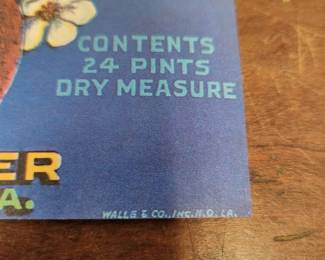 CONTENTS
24 PINTS
DRY MEASURE
ER
A.
WALLE & CO., INC. N.O. LA.